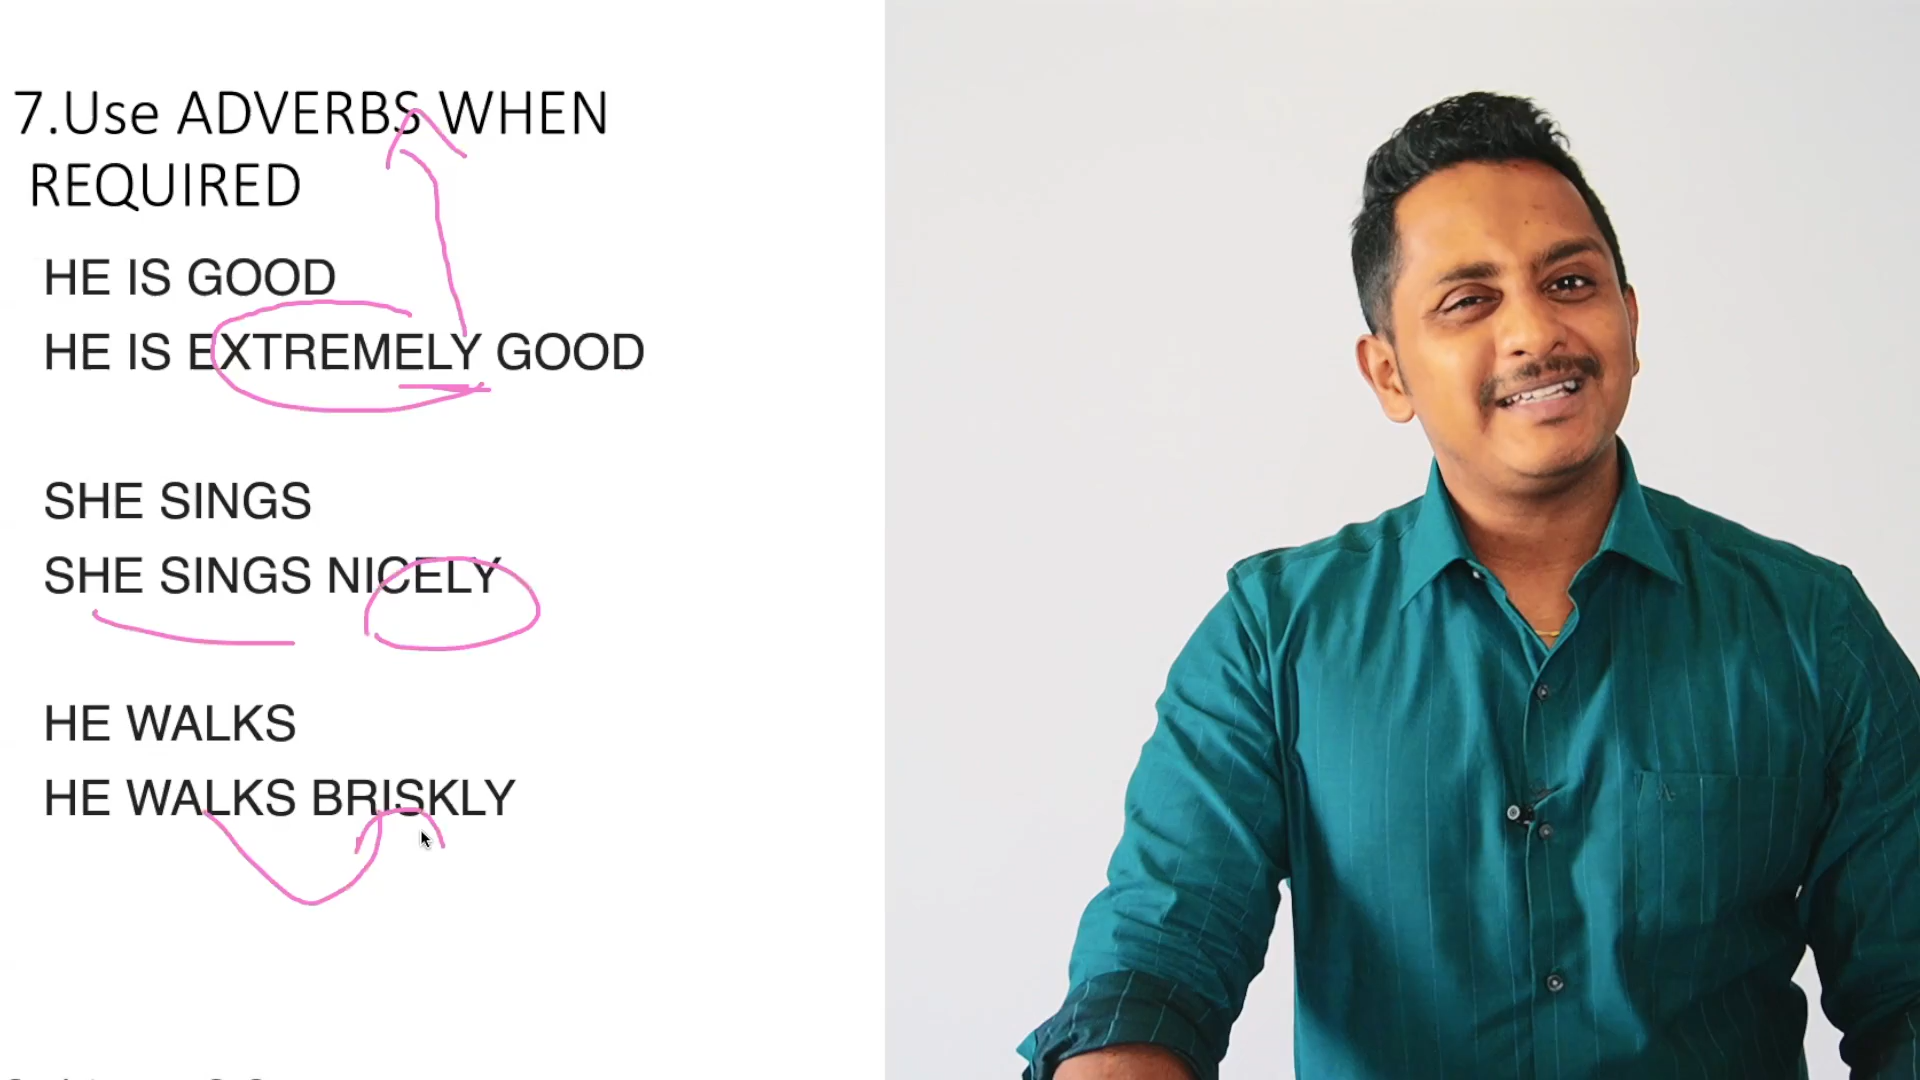 7.Use ADVERBS WHEN
REQUIRED
HE IS GOOD
HE IS EXTREMELY GOOD
SHE SINGS
SHE SINGS NICELY
HE WALKS
HE WALKS BRISKLY